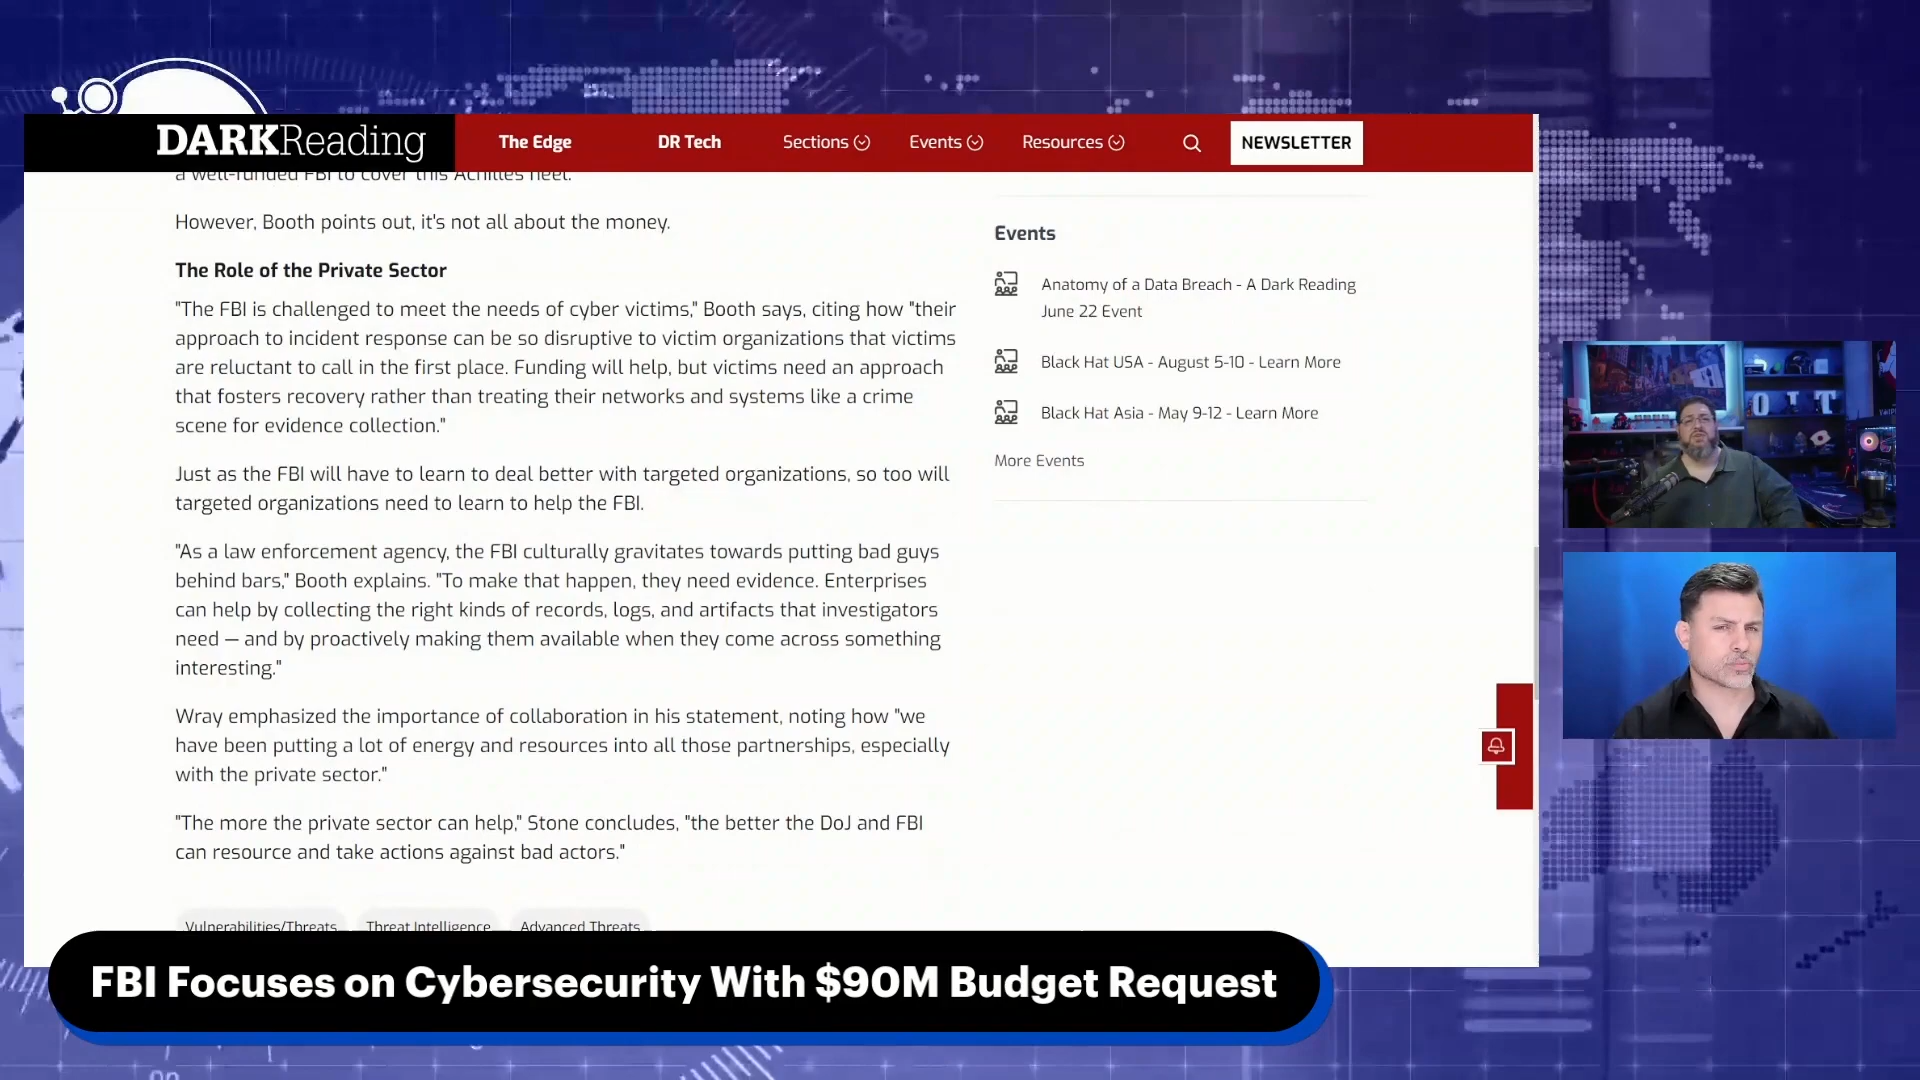 DARKReading
The Edge
DR Tech
Sections
Events
Resources
NEWSLETTER
a well-funded FBI to cover this Achilles heel.
However, Booth points out, it's not all about the money.
The Role of the Private Sector
"The FBI is challenged to meet the needs of cyber victims," Booth says, citing how "their
approach to incident response can be so disruptive to victim organizations that victims
are reluctant to call in the first place. Funding will help, but victims need an approach
that fosters recovery rather than treating their networks and systems like a crime
scene for evidence collection."
Just as the FBI will have to learn to deal better with targeted organizations, so too will
targeted organizations need to learn to help the FBI.
"As a law enforcement agency, the FBI culturally gravitates towards putting bad guys
behind bars," Booth explains. "To make that happen, they need evidence. Enterprises
can help by collecting the right kinds of records, logs, and artifacts that investigators
need — and by proactively making them available when they come across something
interesting."
Wray emphasized the importance of collaboration in his statement, noting how "we
have been putting a lot of energy and resources into all those partnerships, especially
with the private sector."
"The more the private sector can help," Stone concludes, "the better the DoJ and FBI
can resource and take actions against bad actors."
Vulnerabilities/Threats
Threat Intelligence
Advanced Threats
Events
Anatomy of a Data Breach - A Dark Reading
June 22 Event
Black Hat USA - August 5-10 - Learn More
Black Hat Asia - May 9-12 - Learn More
More Events
FBI Focuses on Cybersecurity With $90M Budget Request